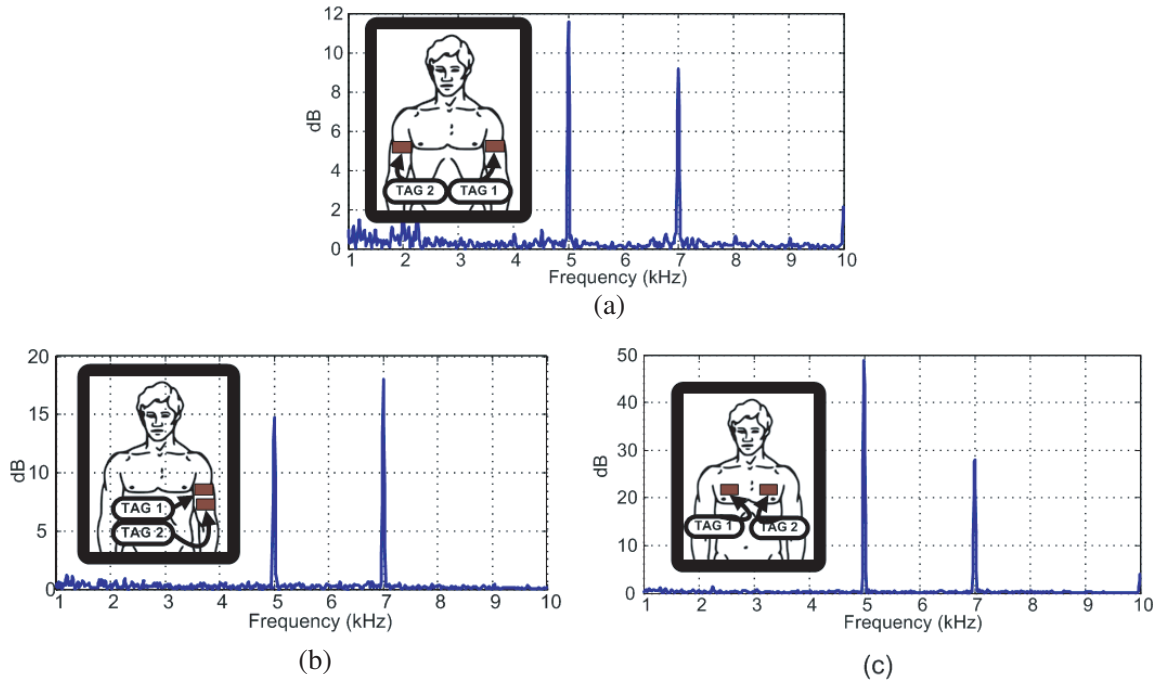 12
10
8
6
4
2
0
dB
TAG 2 TAG 1
1 2 3 4 5 6 7 8 9 10
Frequency (kHz)
(a)
20
15
10
5
0
dB
TAG 1
TAG 2
1 2 3 4 5 6 7 8 9 10
Frequency (kHz)
(b)
50
40
30
20
10
0
dB
TAG 1 TAG 2
1 2 3 4 5 6 7 8 9 10
Frequency (kHz)
(c)